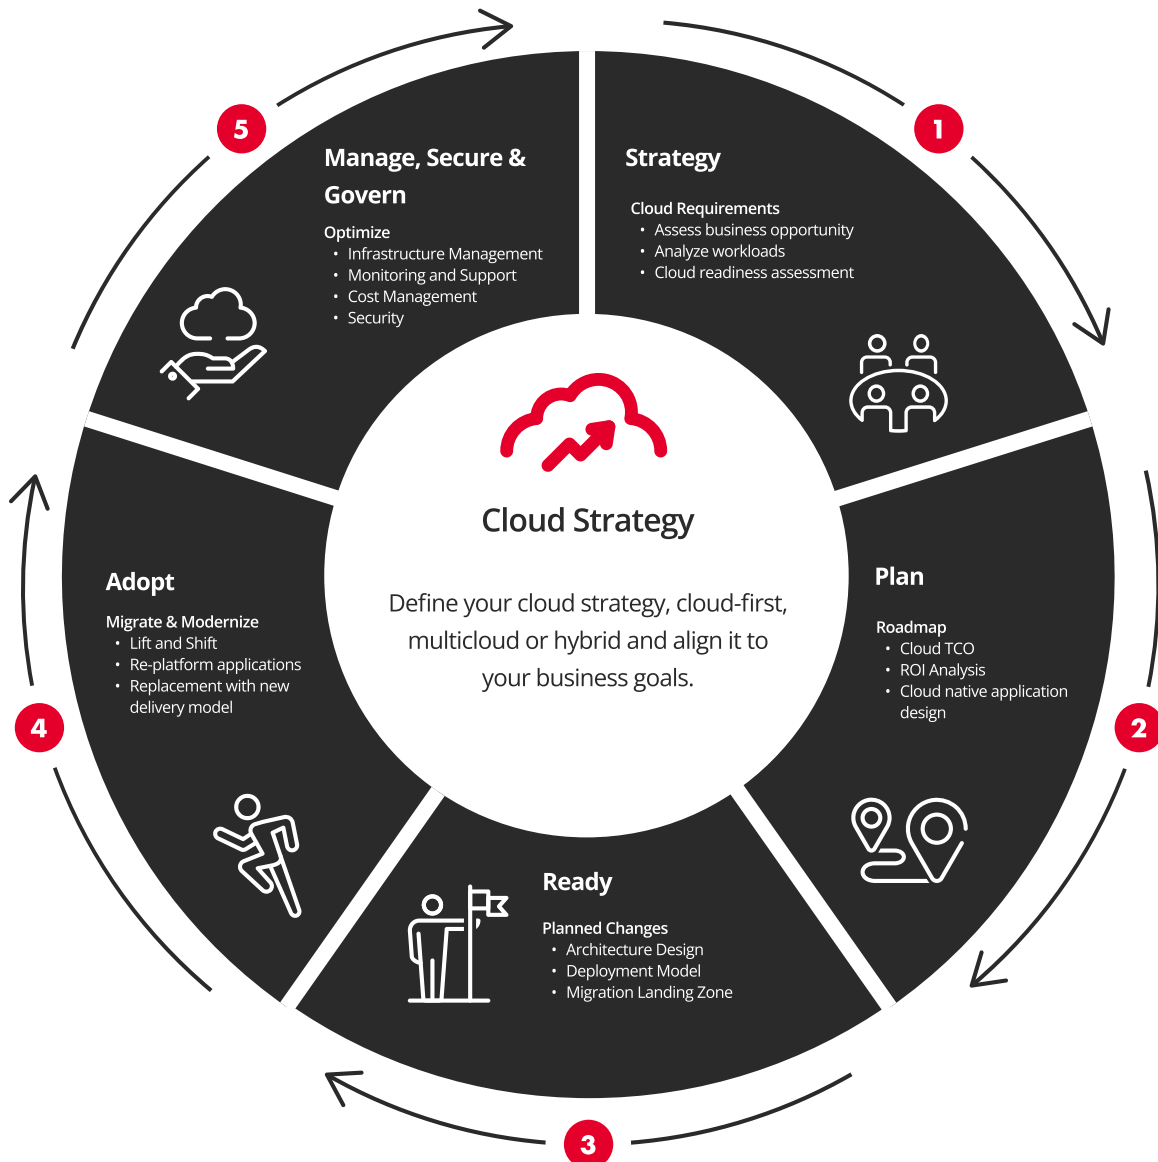 Cloud Strategy
Define your cloud strategy, cloud-first,
multicloud or hybrid and align it to
your business goals.
1
Strategy
Cloud Requirements
• Assess business opportunity
• Analyze workloads
• Cloud readiness assessment
2
Plan
Roadmap
• Cloud TCO
• ROI Analysis
• Cloud native application
design
3
Ready
Planned Changes
• Architecture Design
• Deployment Model
• Migration Landing Zone
4
Adopt
Migrate & Modernize
• Lift and Shift
• Re-platform applications
• Replacement with new
delivery model
5
Manage, Secure &
Govern
Optimize
• Infrastructure Management
• Monitoring and Support
• Cost Management
• Security